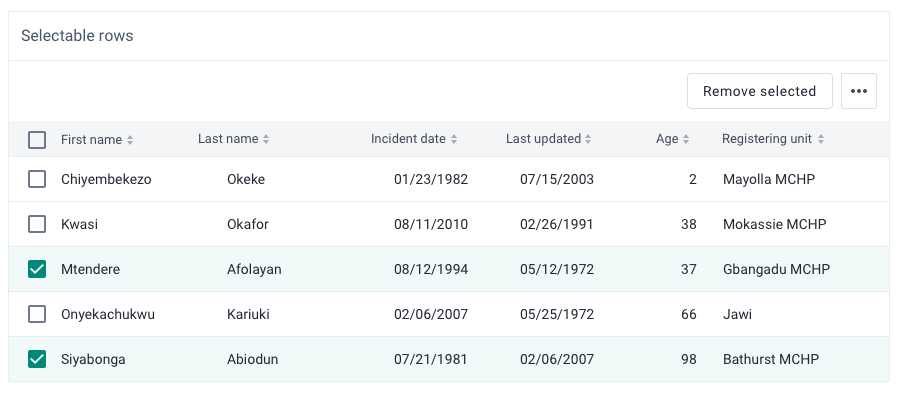 Selectable rows
Remove selected
First name Last name Incident date Last updated Age Registering unit
Chiyembekezo Okeke 01/23/1982 07/15/2003 2 Mayolla MCHP
Kwasi Okafor 08/11/2010 02/26/1991 38 Mokassie MCHP
Mtendere Afolayan 08/12/1994 05/12/1972 37 Gbangadu MCHP
Onyekachukwu Kariuki 02/06/2007 05/25/1972 66 Jawi
Siyabonga Abiodun 07/21/1981 02/06/2007 98 Bathurst MCHP